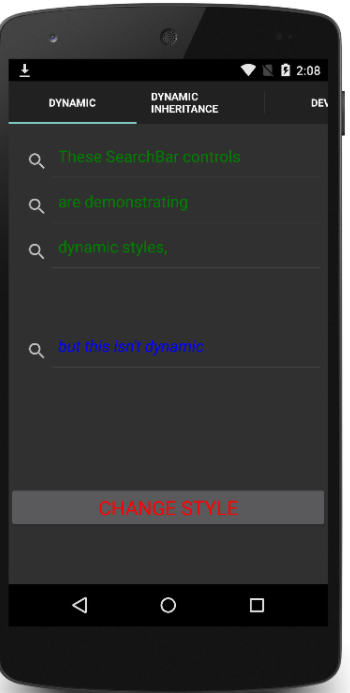 2:08
DYNAMIC
DYNAMIC
INHERITANCE
DEV
These SearchBar controls
are demonstrating
dynamic styles,
but this isn't dynamic
CHANGE STYLE